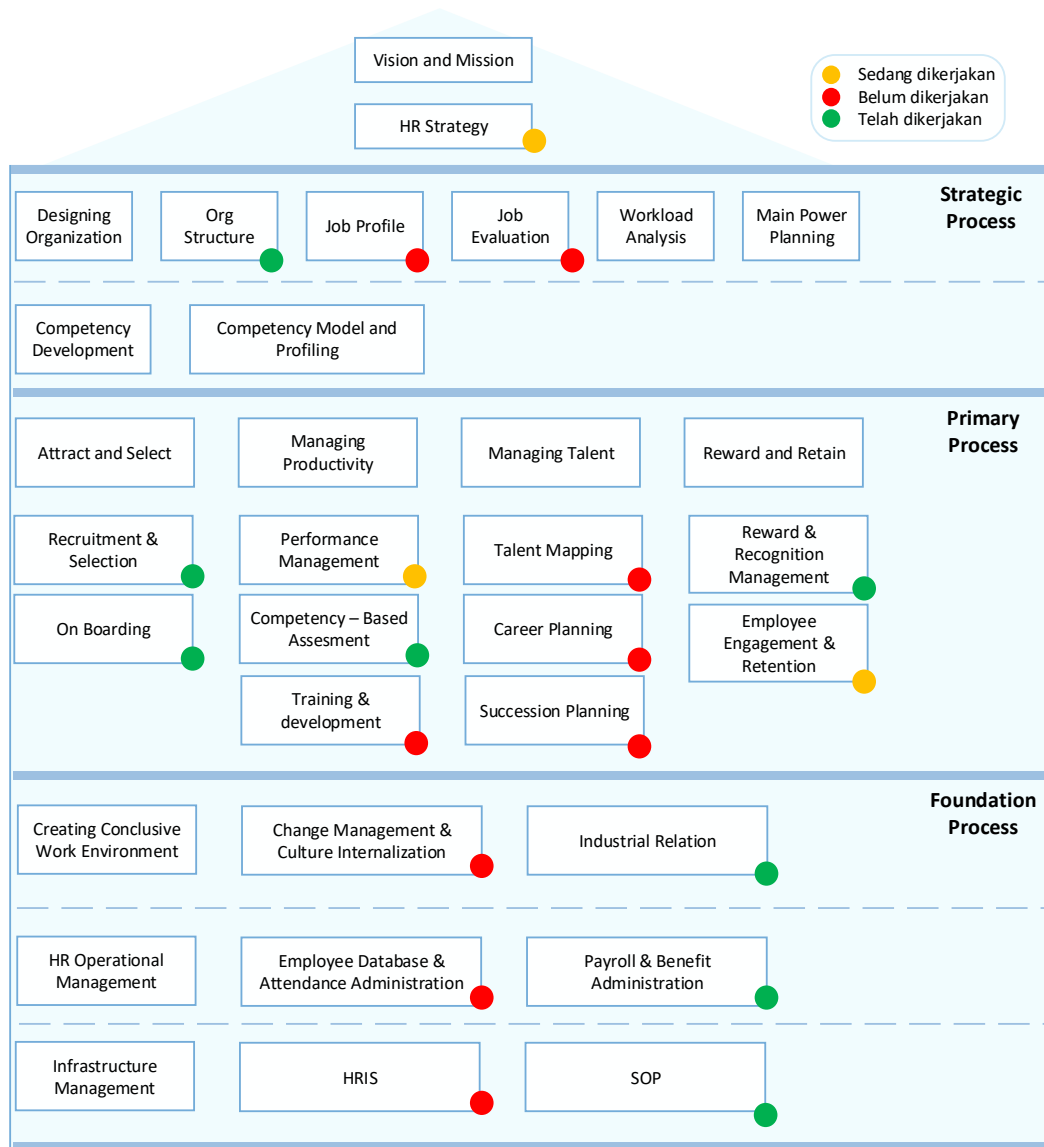 Vision and Mission
HR Strategy
Sedang dikerjakan
Belum dikerjakan
Telah dikerjakan
Strategic
Process
Designing
Organization
Org
Structure
Job Profile
Job
Evaluation
Workload
Analysis
Main Power
Planning
Competency
Development
Competency Model and
Profiling
Primary
Process
Attract and Select
Managing
Productivity
Managing Talent
Reward and Retain
Recruitment &
Selection
Performance
Management
Talent Mapping
Reward &
Recognition
Management
On Boarding
Competency – Based
Assesment
Career Planning
Employee
Engagement &
Retention
Training &
development
Succession Planning
Foundation
Process
Creating Conclusive
Work Environment
Change Management &
Culture Internalization
Industrial Relation
HR Operational
Management
Employee Database &
Attendance Administration
Payroll & Benefit
Administration
Infrastructure
Management
HRIS
SOP